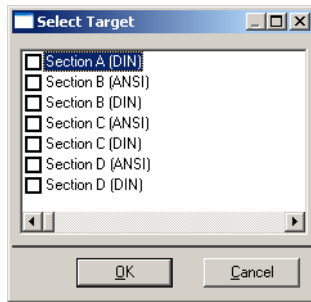 Select Target
Section A (DIN)
Section B (ANSI)
Section B (DIN)
Section C (ANSI)
Section C (DIN)
Section D (ANSI)
Section D (DIN)
OK
Cancel